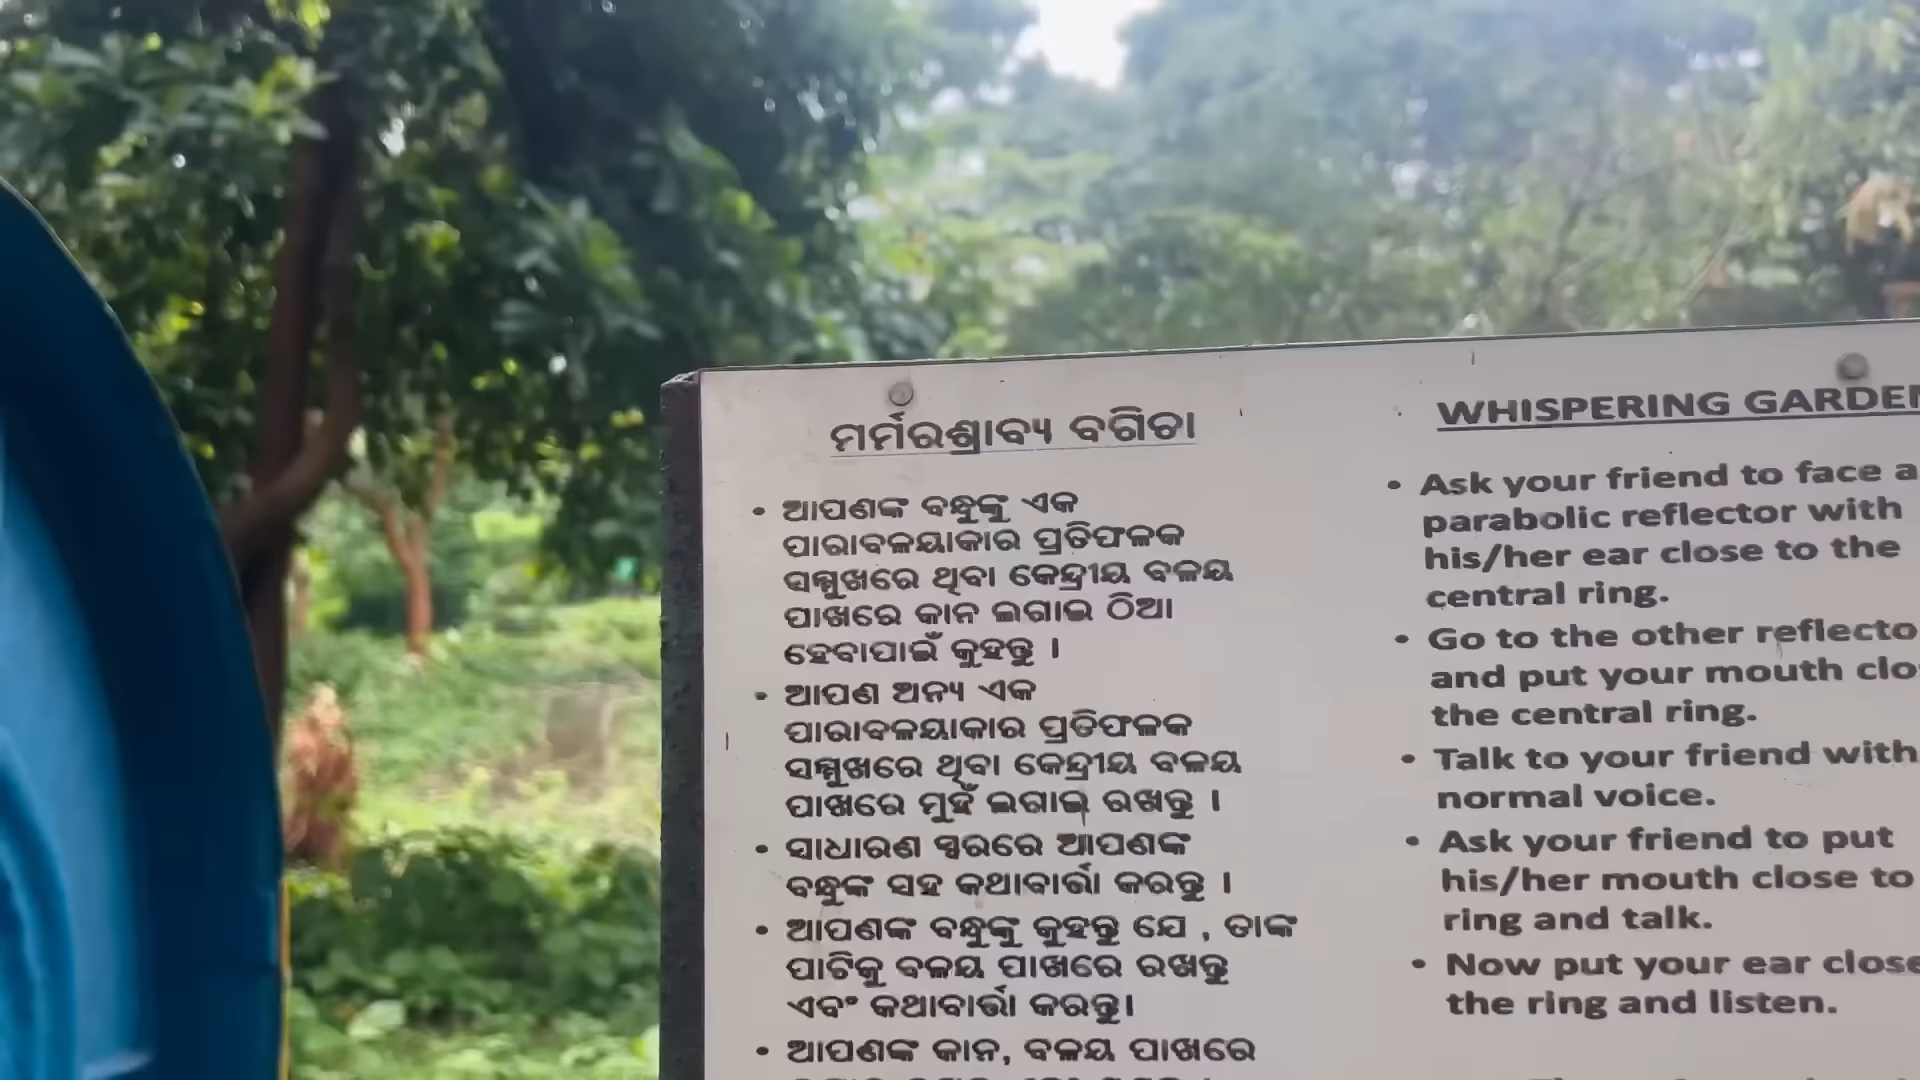 ମର୍ମରଶ୍ରାବ୍ୟ ବଗିଚା
• ଆପଣଙ୍କ ବନ୍ଧୁଙ୍କୁ ଏକ
ପାରାବଳୟାକାର ପ୍ରତିଫଳକ
ସମ୍ମୁଖରେ ଥିବା କେନ୍ଦ୍ରୀୟ ବଳୟ
ପାଖରେ କାନ ଲଗାଇ ଠିଆ
ହେବାପାଇଁ କୁହନ୍ତୁ ।
• ଆପଣ ଅନ୍ୟ ଏକ
ପାରାବଳୟାକାର ପ୍ରତିଫଳକ
ସମ୍ମୁଖରେ ଥିବା କେନ୍ଦ୍ରୀୟ ବଳୟ
ପାଖରେ ମୁହଁ ଲଗାଇ ରଖନ୍ତୁ ।
• ସାଧାରଣ ସ୍ୱରରେ ଆପଣଙ୍କ
ବନ୍ଧୁଙ୍କ ସହ କଥାବାର୍ତ୍ତା କରନ୍ତୁ ।
• ଆପଣଙ୍କ ବନ୍ଧୁଙ୍କୁ କୁହନ୍ତୁ ଯେ , ତାଙ୍କ
ପାଟିକୁ ବଳୟ ପାଖରେ ରଖନ୍ତୁ
ଏବଂ କଥାବାର୍ତ୍ତା କରନ୍ତୁ।
• ଆପଣଙ୍କ କାନ, ବଳୟ ପାଖରେ
WHISPERING GARDEN
• Ask your friend to face a
parabolic reflector with
his/her ear close to the
central ring.
• Go to the other reflecto
and put your mouth clo
the central ring.
• Talk to your friend with
normal voice.
• Ask your friend to put
his/her mouth close to
ring and talk.
• Now put your ear close
the ring and listen.